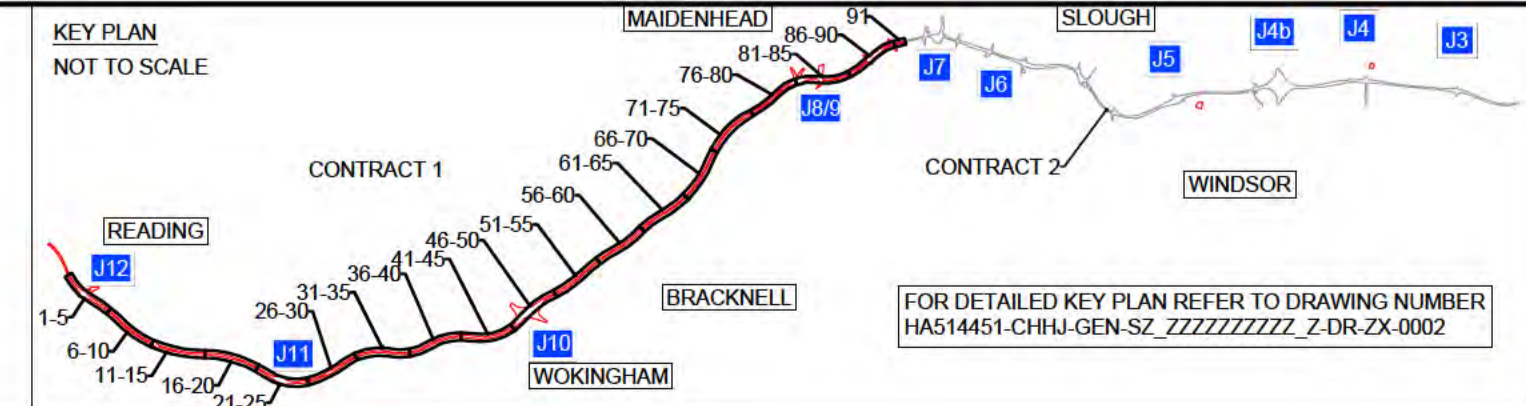 KEY PLAN
NOT TO SCALE
MAIDENHEAD
91
SLOUGH
86-90
81-85
76-80
J8/9
J7
J6
J5
J4b
J4
J3
71-75
66-70
61-65
56-60
51-55
46-50
41-45
36-40
31-35
26-30
CONTRACT 1
CONTRACT 2
WINDSOR
READING
J12
1-5
6-10
11-15
16-20
21-25
J11
J10
WOKINGHAM
BRACKNELL
FOR DETAILED KEY PLAN REFER TO DRAWING NUMBER
HA514451-CHHJ-GEN-SZ_ZZZZZZZZZZ_Z-DR-ZX-0002